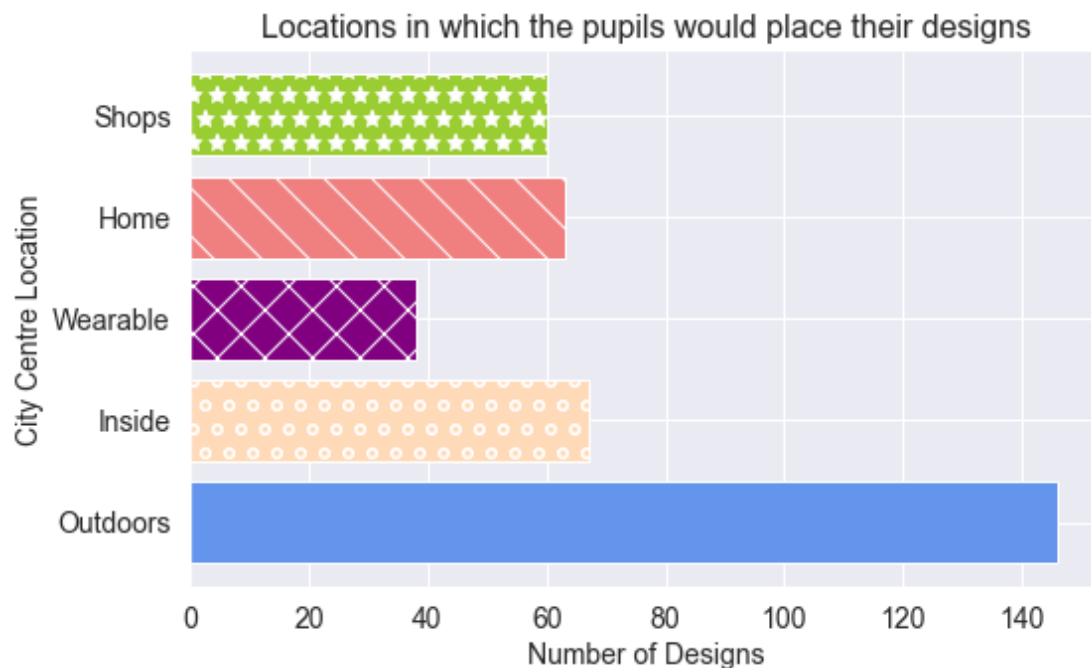 Locations in which the pupils would place their designs
City Centre Location
Shops
Home
Wearable
Inside
Outdoors
0 20 40 60 80 100 120 140
Number of Designs